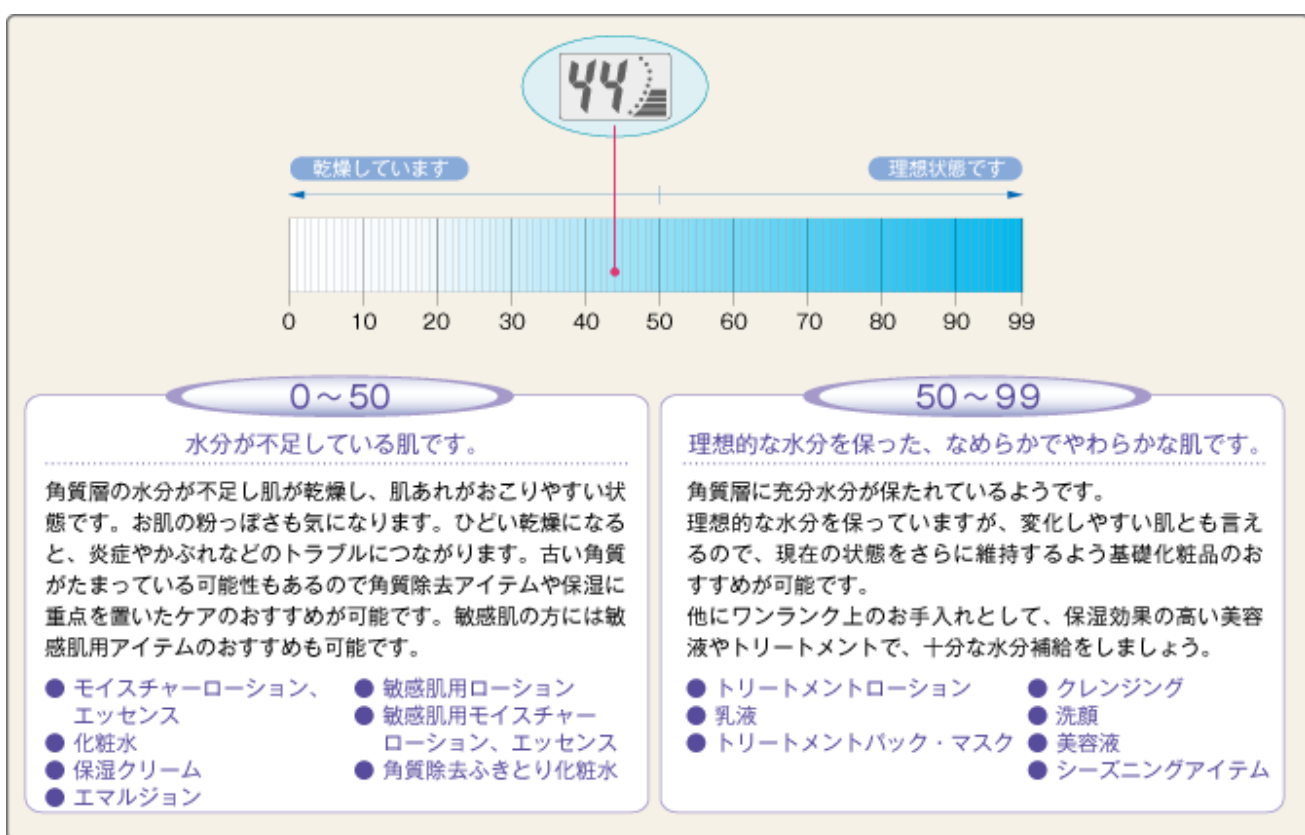 44
乾燥しています
理想状態です
0 10 20 30 40 50 60 70 80 90 99
0～50
水分が不足している肌です。
角質層の水分が不足し肌が乾燥し、肌あれがおこりやすい状
態です。お肌の粉っぽさも気になります。ひどい乾燥になる
と、炎症やかぶれなどのトラブルにつながります。古い角質
がたまっている可能性もあるので角質除去アイテムや保湿に
重点を置いたケアのおすすめが可能です。敏感肌の方には敏
感肌用アイテムのおすすめも可能です。
● モイスチャーローション、
エッセンス
● 化粧水
● 保湿クリーム
● エマルジョン
● 敏感肌用ローション
● 敏感肌用モイスチャー
ローション、エッセンス
● 角質除去ふきとり化粧水
50～99
理想的な水分を保った、なめらかでやわらかな肌です。
角質層に充分水分が保たれているようです。
理想的な水分を保っていますが、変化しやすい肌とも言え
るので、現在の状態をさらに維持するよう基礎化粧品のお
すすめが可能です。
他にワンランク上のお手入れとして、保湿効果の高い美容
液やトリートメントで、十分な水分補給をしましょう。
● トリートメントローション
● 乳液
● トリートメントパック・マスク
● クレンジング
● 洗顔
● 美容液
● シーズニングアイテム